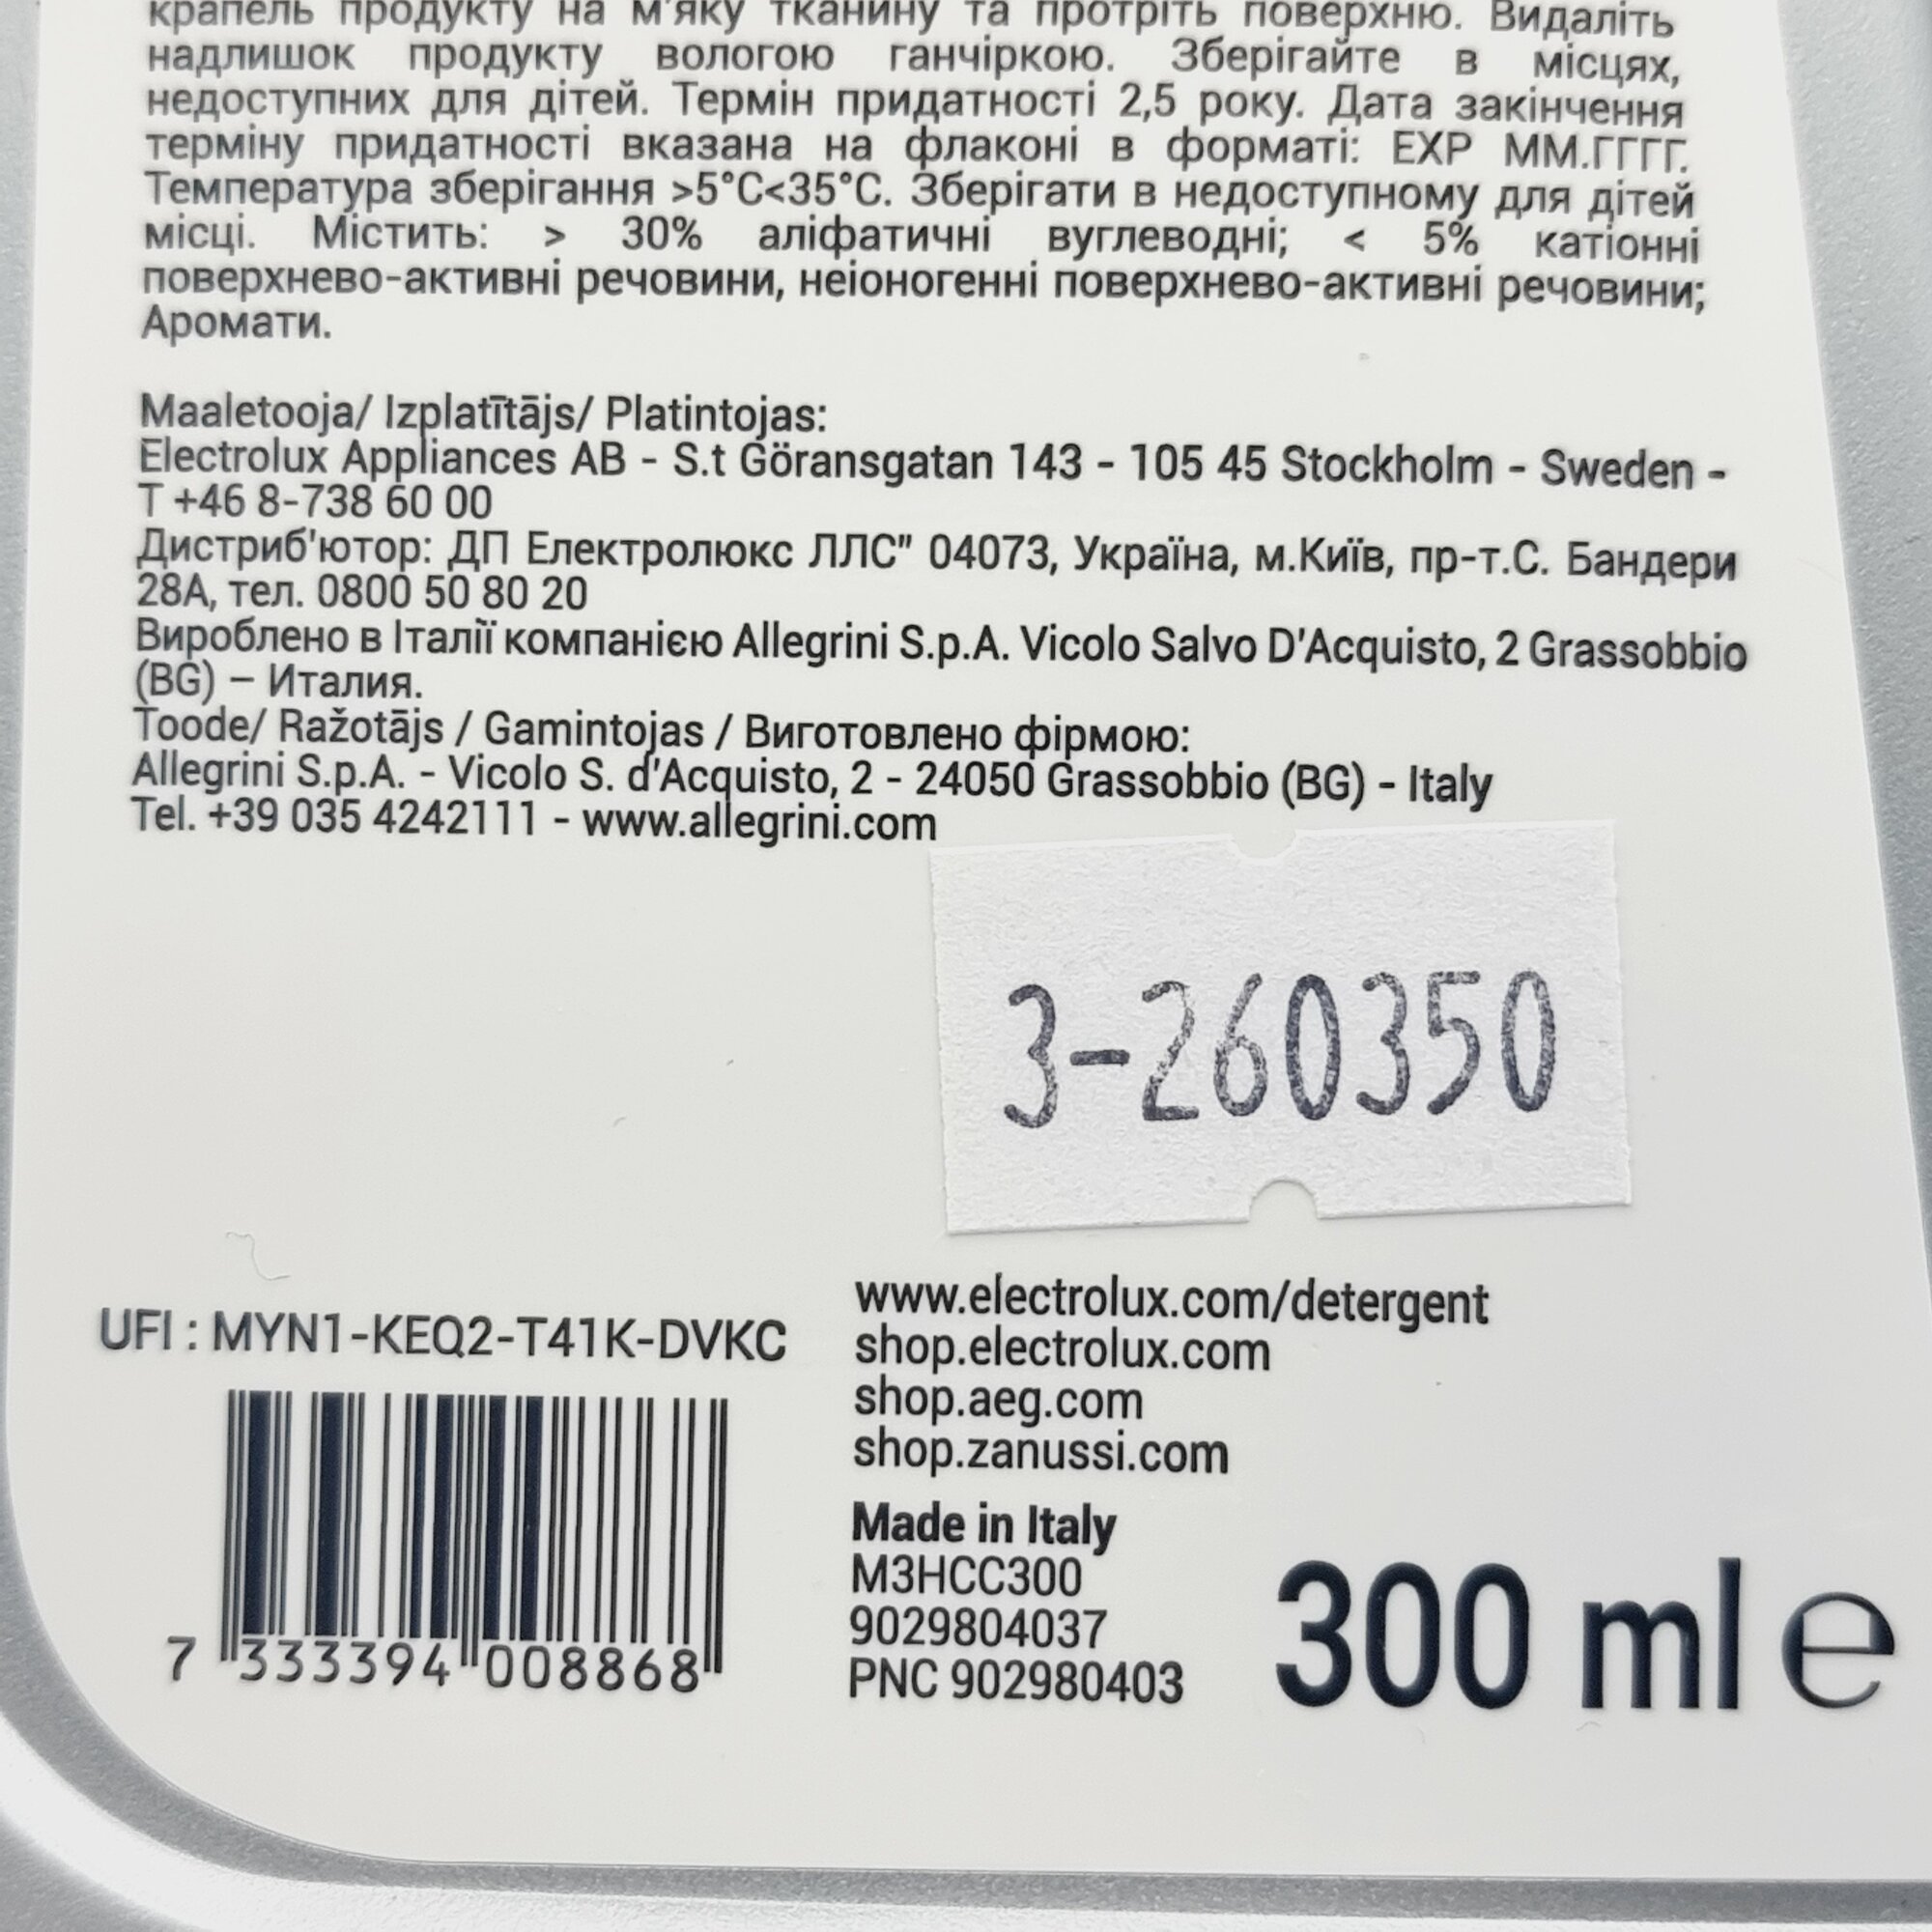 крапель продукту на м'яку тканину та протріть поверхню. Видаліть
надлишок продукту вологою ганчіркою. Зберігайте в місцях,
недоступних для дітей. Термін придатності 2,5 року. Дата закінчення
терміну придатності вказана на флаконі в форматі: EXP ММ.ГГГГ.
Температура зберігання >5°C<35°C. Зберігати в недоступному для дітей
місці. Містить: > 30% аліфатичні вуглеводні; < 5% катіонні
поверхнево-активні речовини, неіоногенні поверхнево-активні речовини;
Аромати.
Maaletooja/ Izplatītājs/ Platintojas:
Electrolux Appliances AB - S.t Göransgatan 143 - 105 45 Stockholm - Sweden -
T +46 8-738 60 00
Дистриб'ютор: ДП Електролюкс ЛЛС" 04073, Україна, м.Київ, пр-т.С. Бандери
28А, тел. 0800 50 80 20
Вироблено в Італії компанією Allegrini S.p.A. Vicolo Salvo D'Acquisto, 2 Grassobbio
(BG) – Италия.
Toode/ Ražotājs / Gamintojas / Виготовлено фірмою:
Allegrini S.p.A. - Vicolo S. d'Acquisto, 2 - 24050 Grassobbio (BG) - Italy
Tel. +39 035 4242111 - www.allegrini.com
3-260350
UFI : MYN1-KEQ2-T41K-DVKC
7 333394 008868
www.electrolux.com/detergent
shop.electrolux.com
shop.aeg.com
shop.zanussi.com
Made in Italy
M3HCC300
9029804037
PNC 902980403
300 ml e